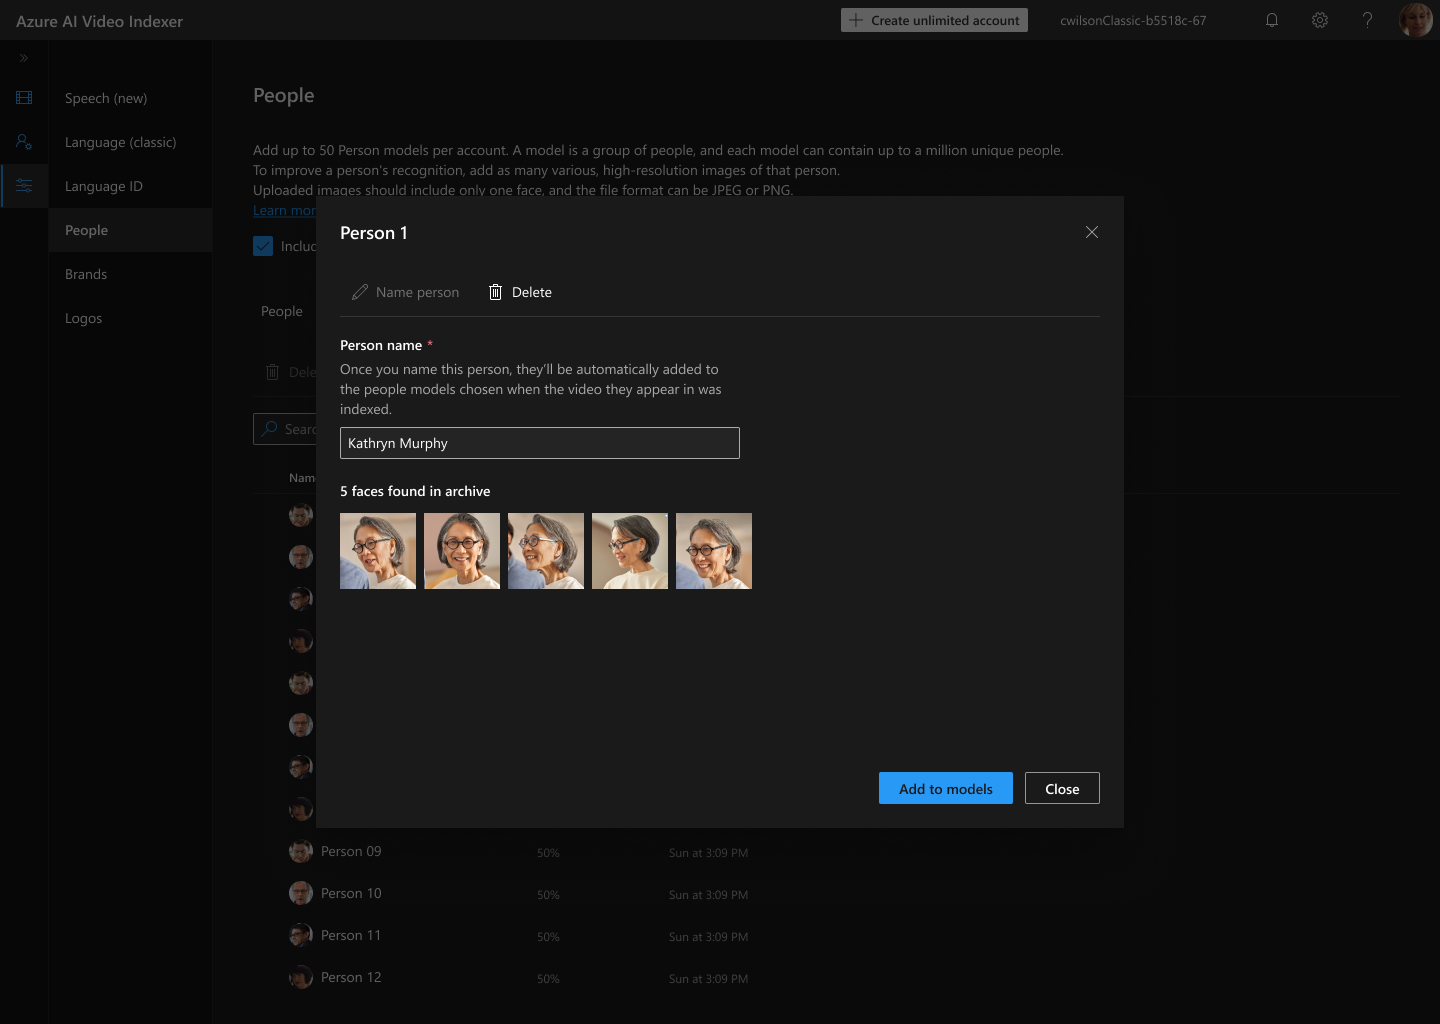 Azure AI Video Indexer
Create unlimited account
cwilsonClassic-b5518c-67
Speech (new)
Language (classic)
Language ID
People
Brands
Logos
People
Add up to 50 Person models per account. A model is a group of people, and each model can contain up to a million unique people.
To improve a person's recognition, add as many various, high-resolution images of that person.
Uploaded images should include only one face, and the file format can be JPEG or PNG.
Learn mor
Includ
People
Dele
Searc
Name
Person 1
Name person
Delete
Person name *
Once you name this person, they'll be automatically added to
the people models chosen when the video they appear in was
indexed.
Kathryn Murphy
5 faces found in archive
Add to models
Close
Person 09 50% Sun at 3:09 PM
Person 10 50% Sun at 3:09 PM
Person 11 50% Sun at 3:09 PM
Person 12 50% Sun at 3:09 PM